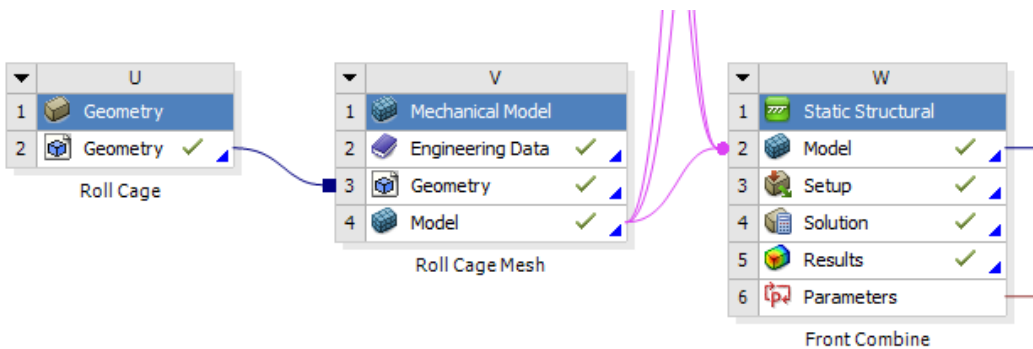 U
1 Geometry
2 Geometry
Roll Cage
V
1 Mechanical Model
2 Engineering Data
3 Geometry
4 Model
Roll Cage Mesh
W
1 Static Structural
2 Model
3 Setup
4 Solution
5 Results
6 Parameters
Front Combine